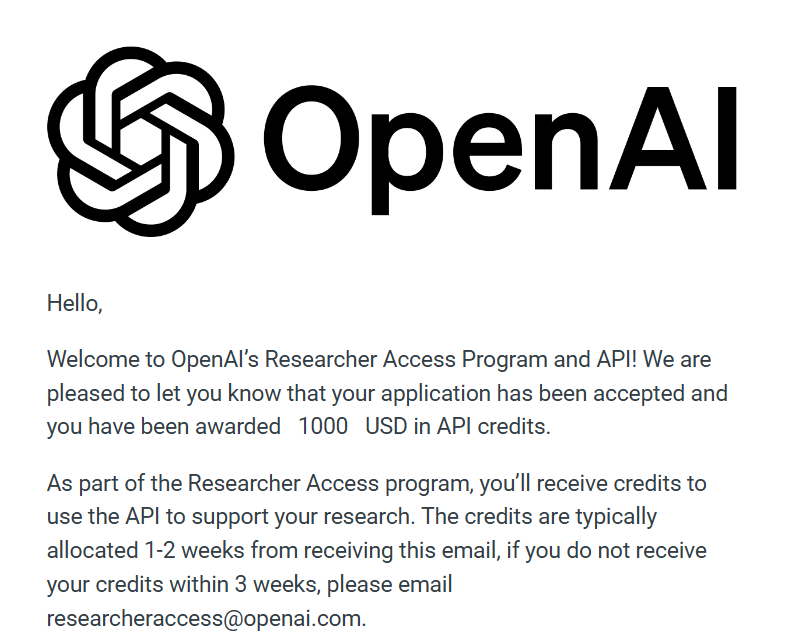 OpenAI
Hello,
Welcome to OpenAI’s Researcher Access Program and API! We are
pleased to let you know that your application has been accepted and
you have been awarded 1000 USD in API credits.
As part of the Researcher Access program, you’ll receive credits to
use the API to support your research. The credits are typically
allocated 1-2 weeks from receiving this email, if you do not receive
your credits within 3 weeks, please email
researcheraccess@openai.com.